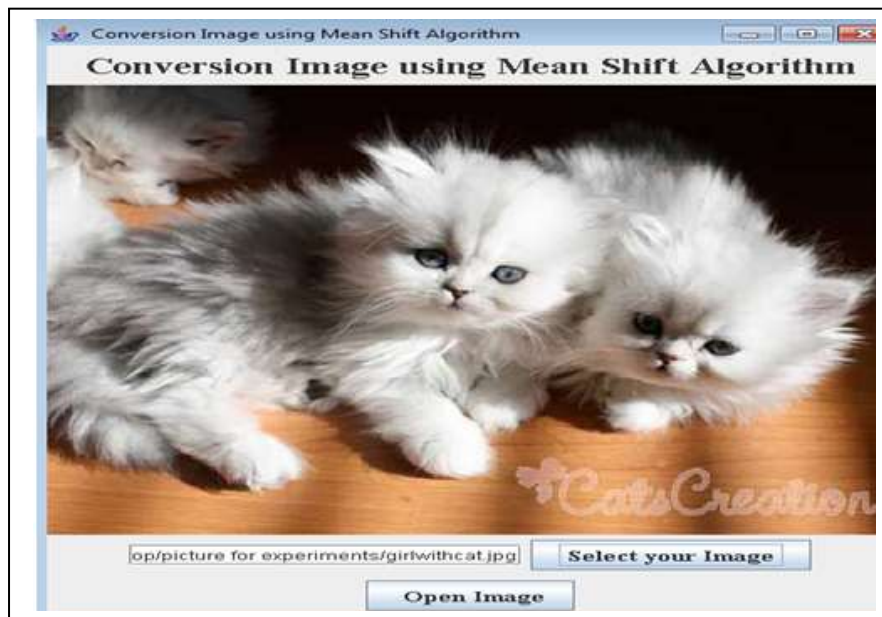 Conversion Image using Mean Shift Algorithm
Conversion Image using Mean Shift Algorithm
CatsCreation
op/picture for experiments/girlwithcat.jpg Select your Image
Open Image